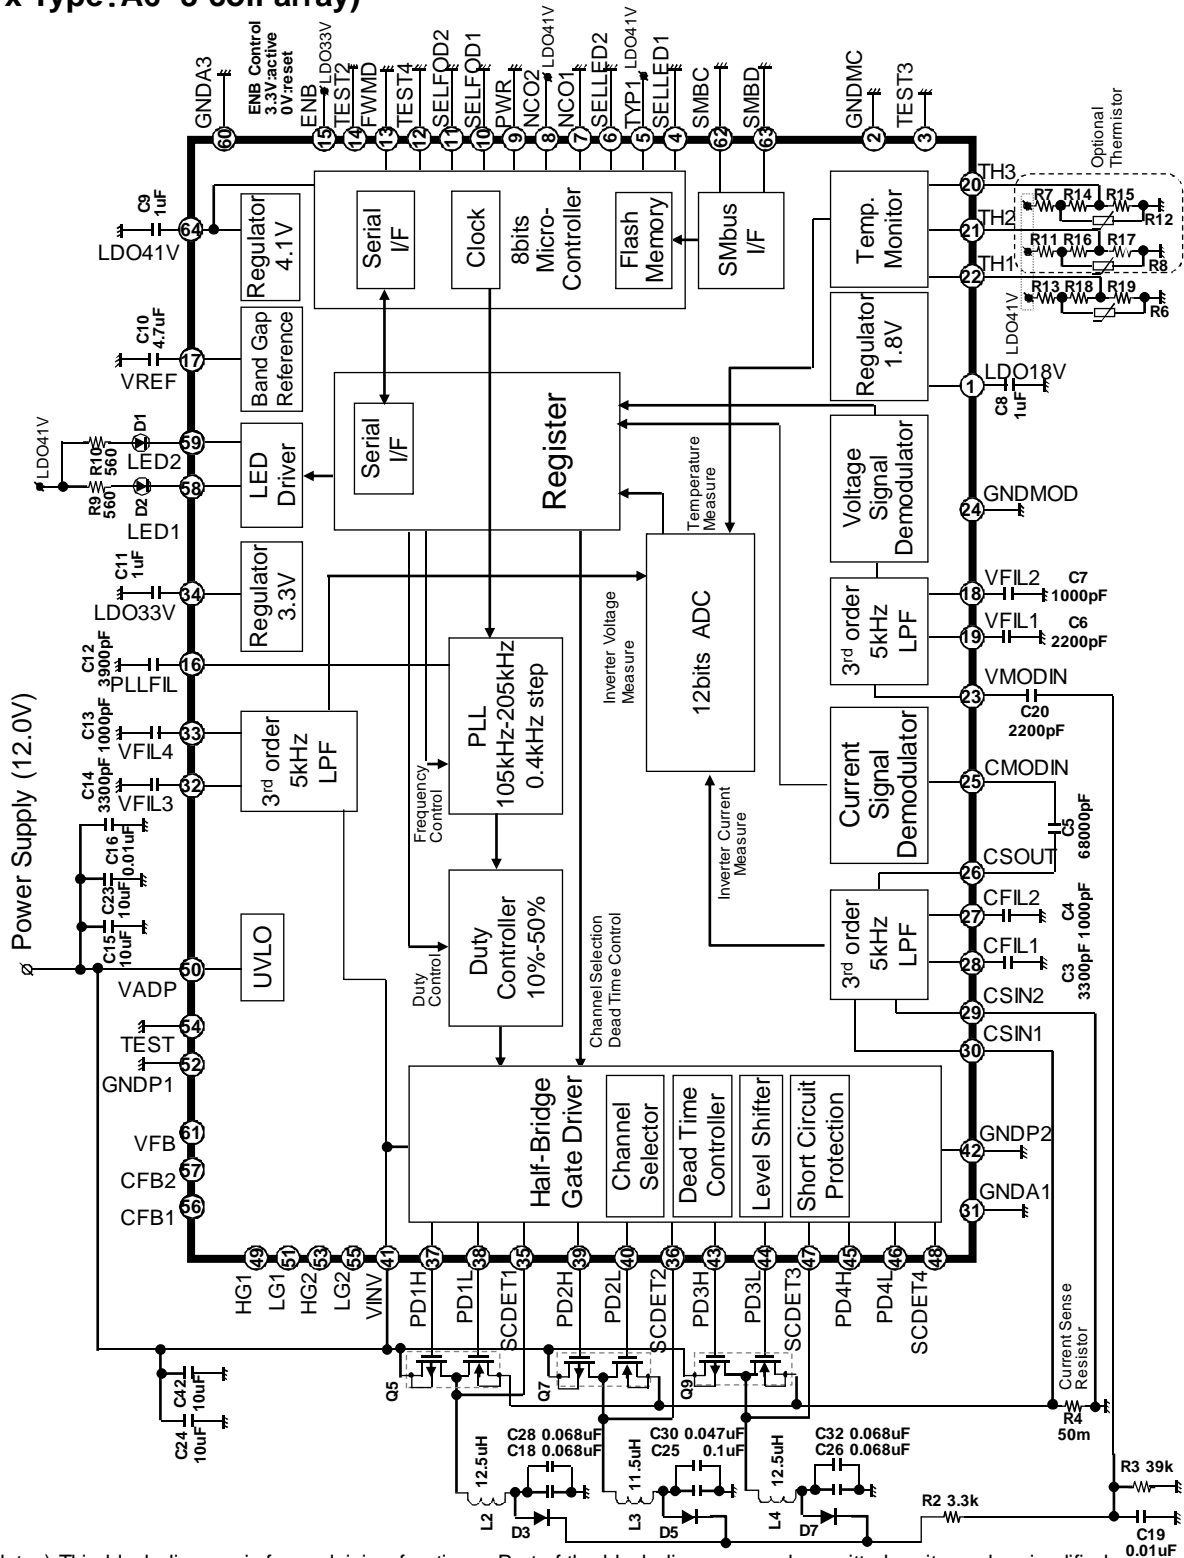 x Type: A6 3-coil array)
GNDA3
ENB Control
3.3V:active
0V:reset
ENB
LDO33V
TEST2
FWMD
TEST4
SELFOD2
SELFOD1
PWR
NCO2
LDO41V
NCO1
SELLED2
TYP1
LDO41V
SELLED1
SMBC
SMBD
GNDMC
TEST3
60
15
14
13
12
11
10
9
8
7
6
5
4
62
63
2
3
Optional
Thermistor
TH3
20
R7
R14
R15
R12
TH2
21
R11
R16
R17
R8
TH1
22
R13
R18
R19
R6
LDO41V
C9
1uF
64
LDO41V
Regulator
4.1V
Serial
I/F
Clock
8bits
Micro-
Controller
Flash
Memory
SMbus
I/F
Temp.
Monitor
C10
4.7uF
17
VREF
Band Gap
Reference
Regulator
1.8V
LDO18V
1
C8
1uF
LDO41V
R10
560
D1
59
LED2
R9
560
D2
58
LED1
LED
Driver
Serial
I/F
Register
Temperature
Measure
Voltage
Signal
Demodulator
GNDMOD
24
C11
1uF
34
LDO33V
Regulator
3.3V
Inverter Voltage
Measure
12bits ADC
3rd order
5kHz
LPF
VFIL2
18
C7
1000pF
VFIL1
19
C6
2200pF
VMODIN
23
C20
2200pF
C12
3900pF
16
PLLFIL
PLL
105kHz-205kHz
0.4kHz step
C13
1000pF
33
VFIL4
C14
3300pF
32
VFIL3
3rd order
5kHz
LPF
Frequency
Control
Inverter Current
Measure
Current
Signal
Demodulator
CMODIN
25
C5
68000pF
CSOUT
26
Power Supply (12.0V)
C16
0.01uF
C23
10uF
C15
10uF
50
VADP
UVLO
Duty
Control
Duty
Controller
10%-50%
Channel Selection
Dead Time Control
3rd order
5kHz
LPF
CFIL2
27
C4
1000pF
CFIL1
28
C3
3300pF
CSIN2
29
CSIN1
30
54
TEST
52
GNDP1
61
VFB
57
CFB2
56
CFB1
Half-Bridge
Gate Driver
Channel
Selector
Dead Time
Controller
Level Shifter
Short Circuit
Protection
GNDP2
42
GNDA1
31
49
51
53
55
41
37
38
35
39
40
36
43
44
47
45
46
48
HG1
LG1
HG2
LG2
VINV
PD1H
PD1L
SCDET1
PD2H
PD2L
SCDET2
PD3H
PD3L
SCDET3
PD4H
PD4L
SCDET4
Current Sense
Resistor
Q5
Q7
Q9
C42
10uF
C24
10uF
R4
50m
12.5uH
L2
C28 0.068uF
C18 0.068uF
D3
11.5uH
L3
C30 0.047uF
C25 0.1uF
D5
12.5uH
L4
C32 0.068uF
C26 0.068uF
D7
R2 3.3k
R3 39k
C19
0.01uF